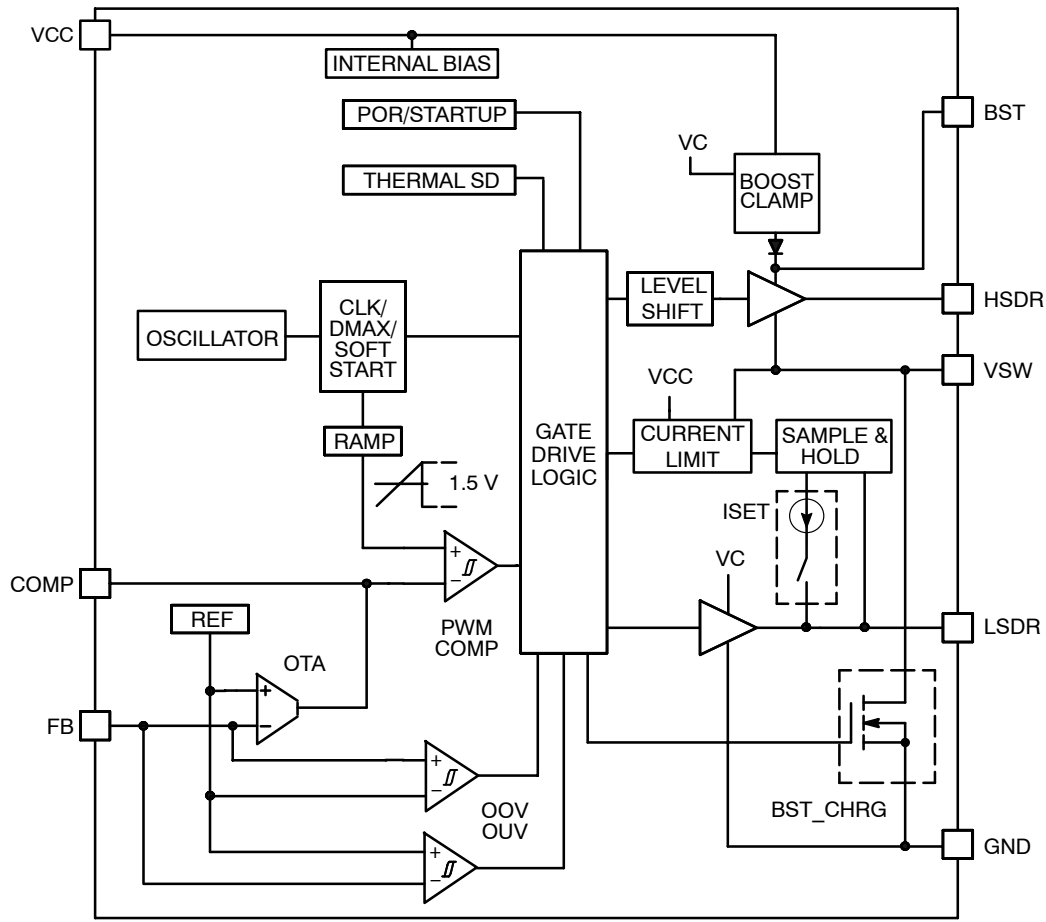 VCC
INTERNAL BIAS
POR/STARTUP
BST
VC
BOOST
CLAMP
THERMAL SD
LEVEL
SHIFT
HSDR
CLK/
DMAX/
SOFT
START
OSCILLATOR
VSW
VCC
RAMP
GATE
DRIVE
LOGIC
CURRENT
LIMIT
SAMPLE &
HOLD
1.5 V
ISET
+
−
VC
COMP
REF
PWM
COMP
LSDR
OTA
+
−
FB
+
−
OOV
OUV
BST_CHRG
+
−
GND